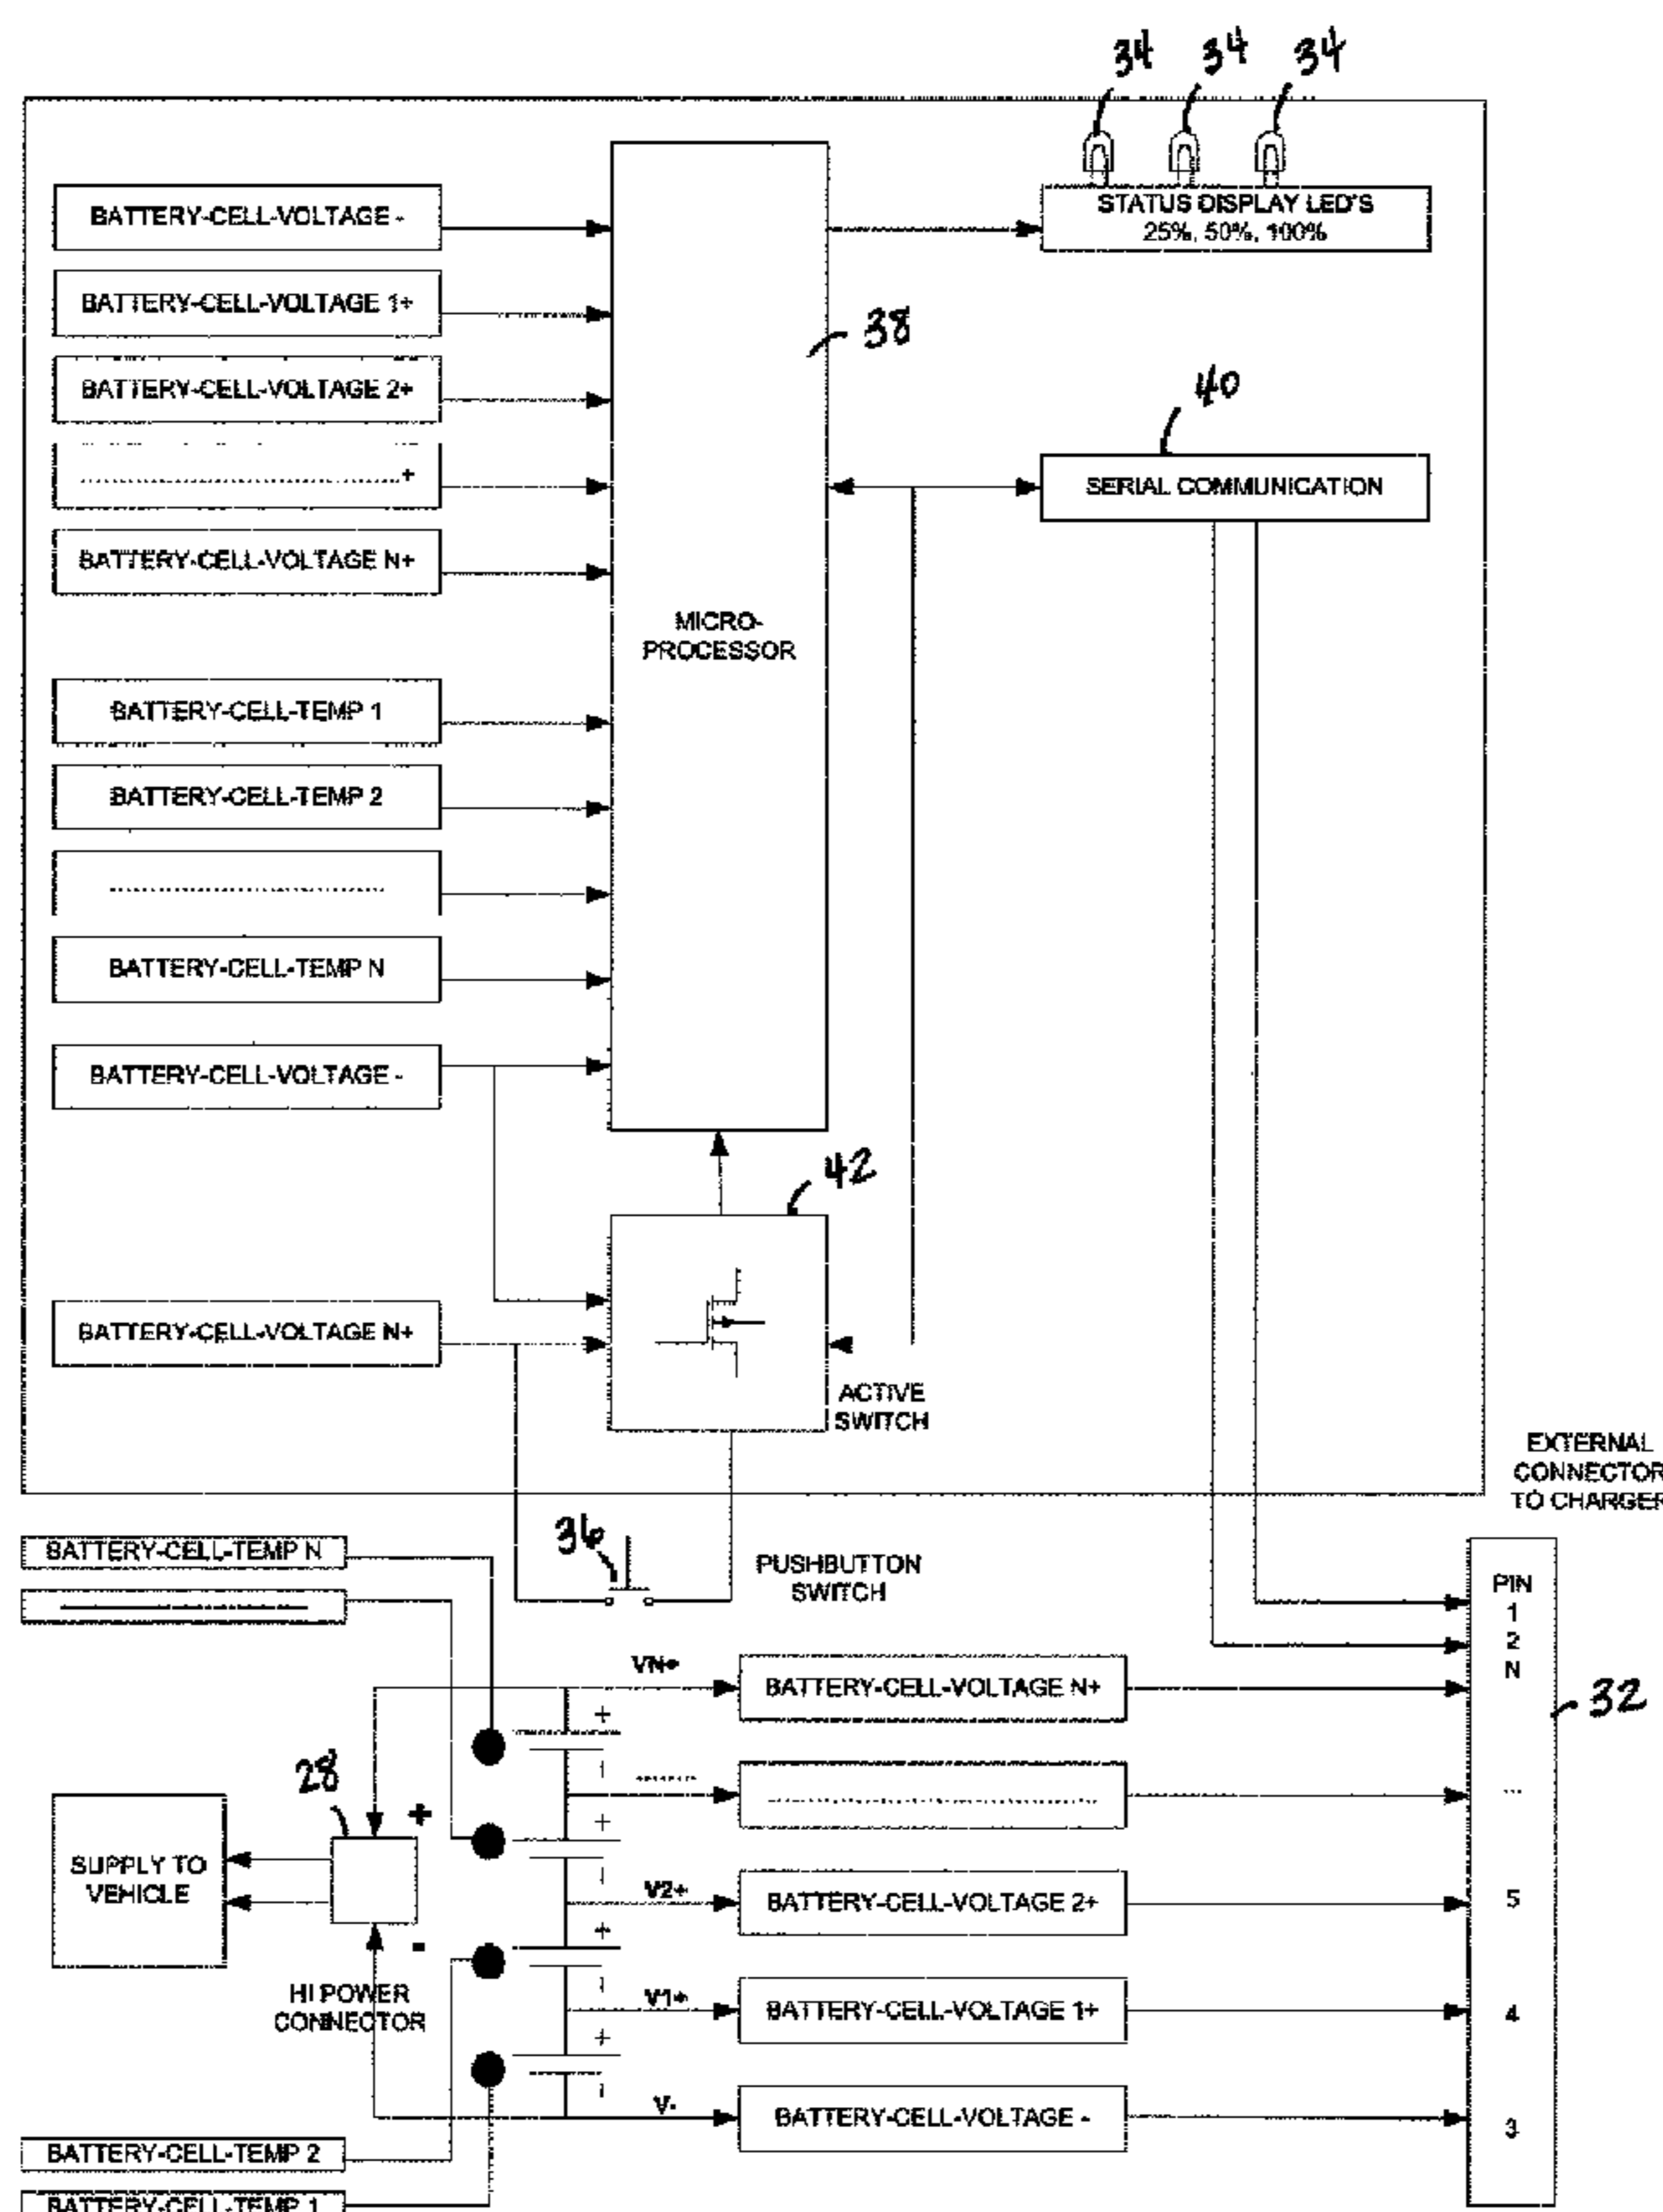 34 34 34
BATTERY-CELL-VOLTAGE -
STATUS DISPLAY LED'S
25%, 50%, 100%
BATTERY-CELL-VOLTAGE 1+
38
BATTERY-CELL-VOLTAGE 2+
40
..............................+
SERIAL COMMUNICATION
BATTERY-CELL-VOLTAGE N+
MICRO-
PROCESSOR
BATTERY-CELL-TEMP 1
BATTERY-CELL-TEMP 2
BATTERY-CELL-TEMP N
BATTERY-CELL-VOLTAGE -
42
BATTERY-CELL-VOLTAGE N+
ACTIVE
SWITCH
EXTERNAL
CONNECTOR
TO CHARGER
BATTERY-CELL-TEMP N
36
PUSHBUTTON
SWITCH
PIN
1
2
N
VN+
BATTERY-CELL-VOLTAGE N+
32
+
-
28
...
+
+
-
SUPPLY TO
VEHICLE
V2+
BATTERY-CELL-VOLTAGE 2+
5
-
+
-
HI POWER
CONNECTOR
V1+
BATTERY-CELL-VOLTAGE 1+
4
+
-
V-
BATTERY-CELL-VOLTAGE -
3
BATTERY-CELL-TEMP 2
BATTERY-CELL-TEMP 1